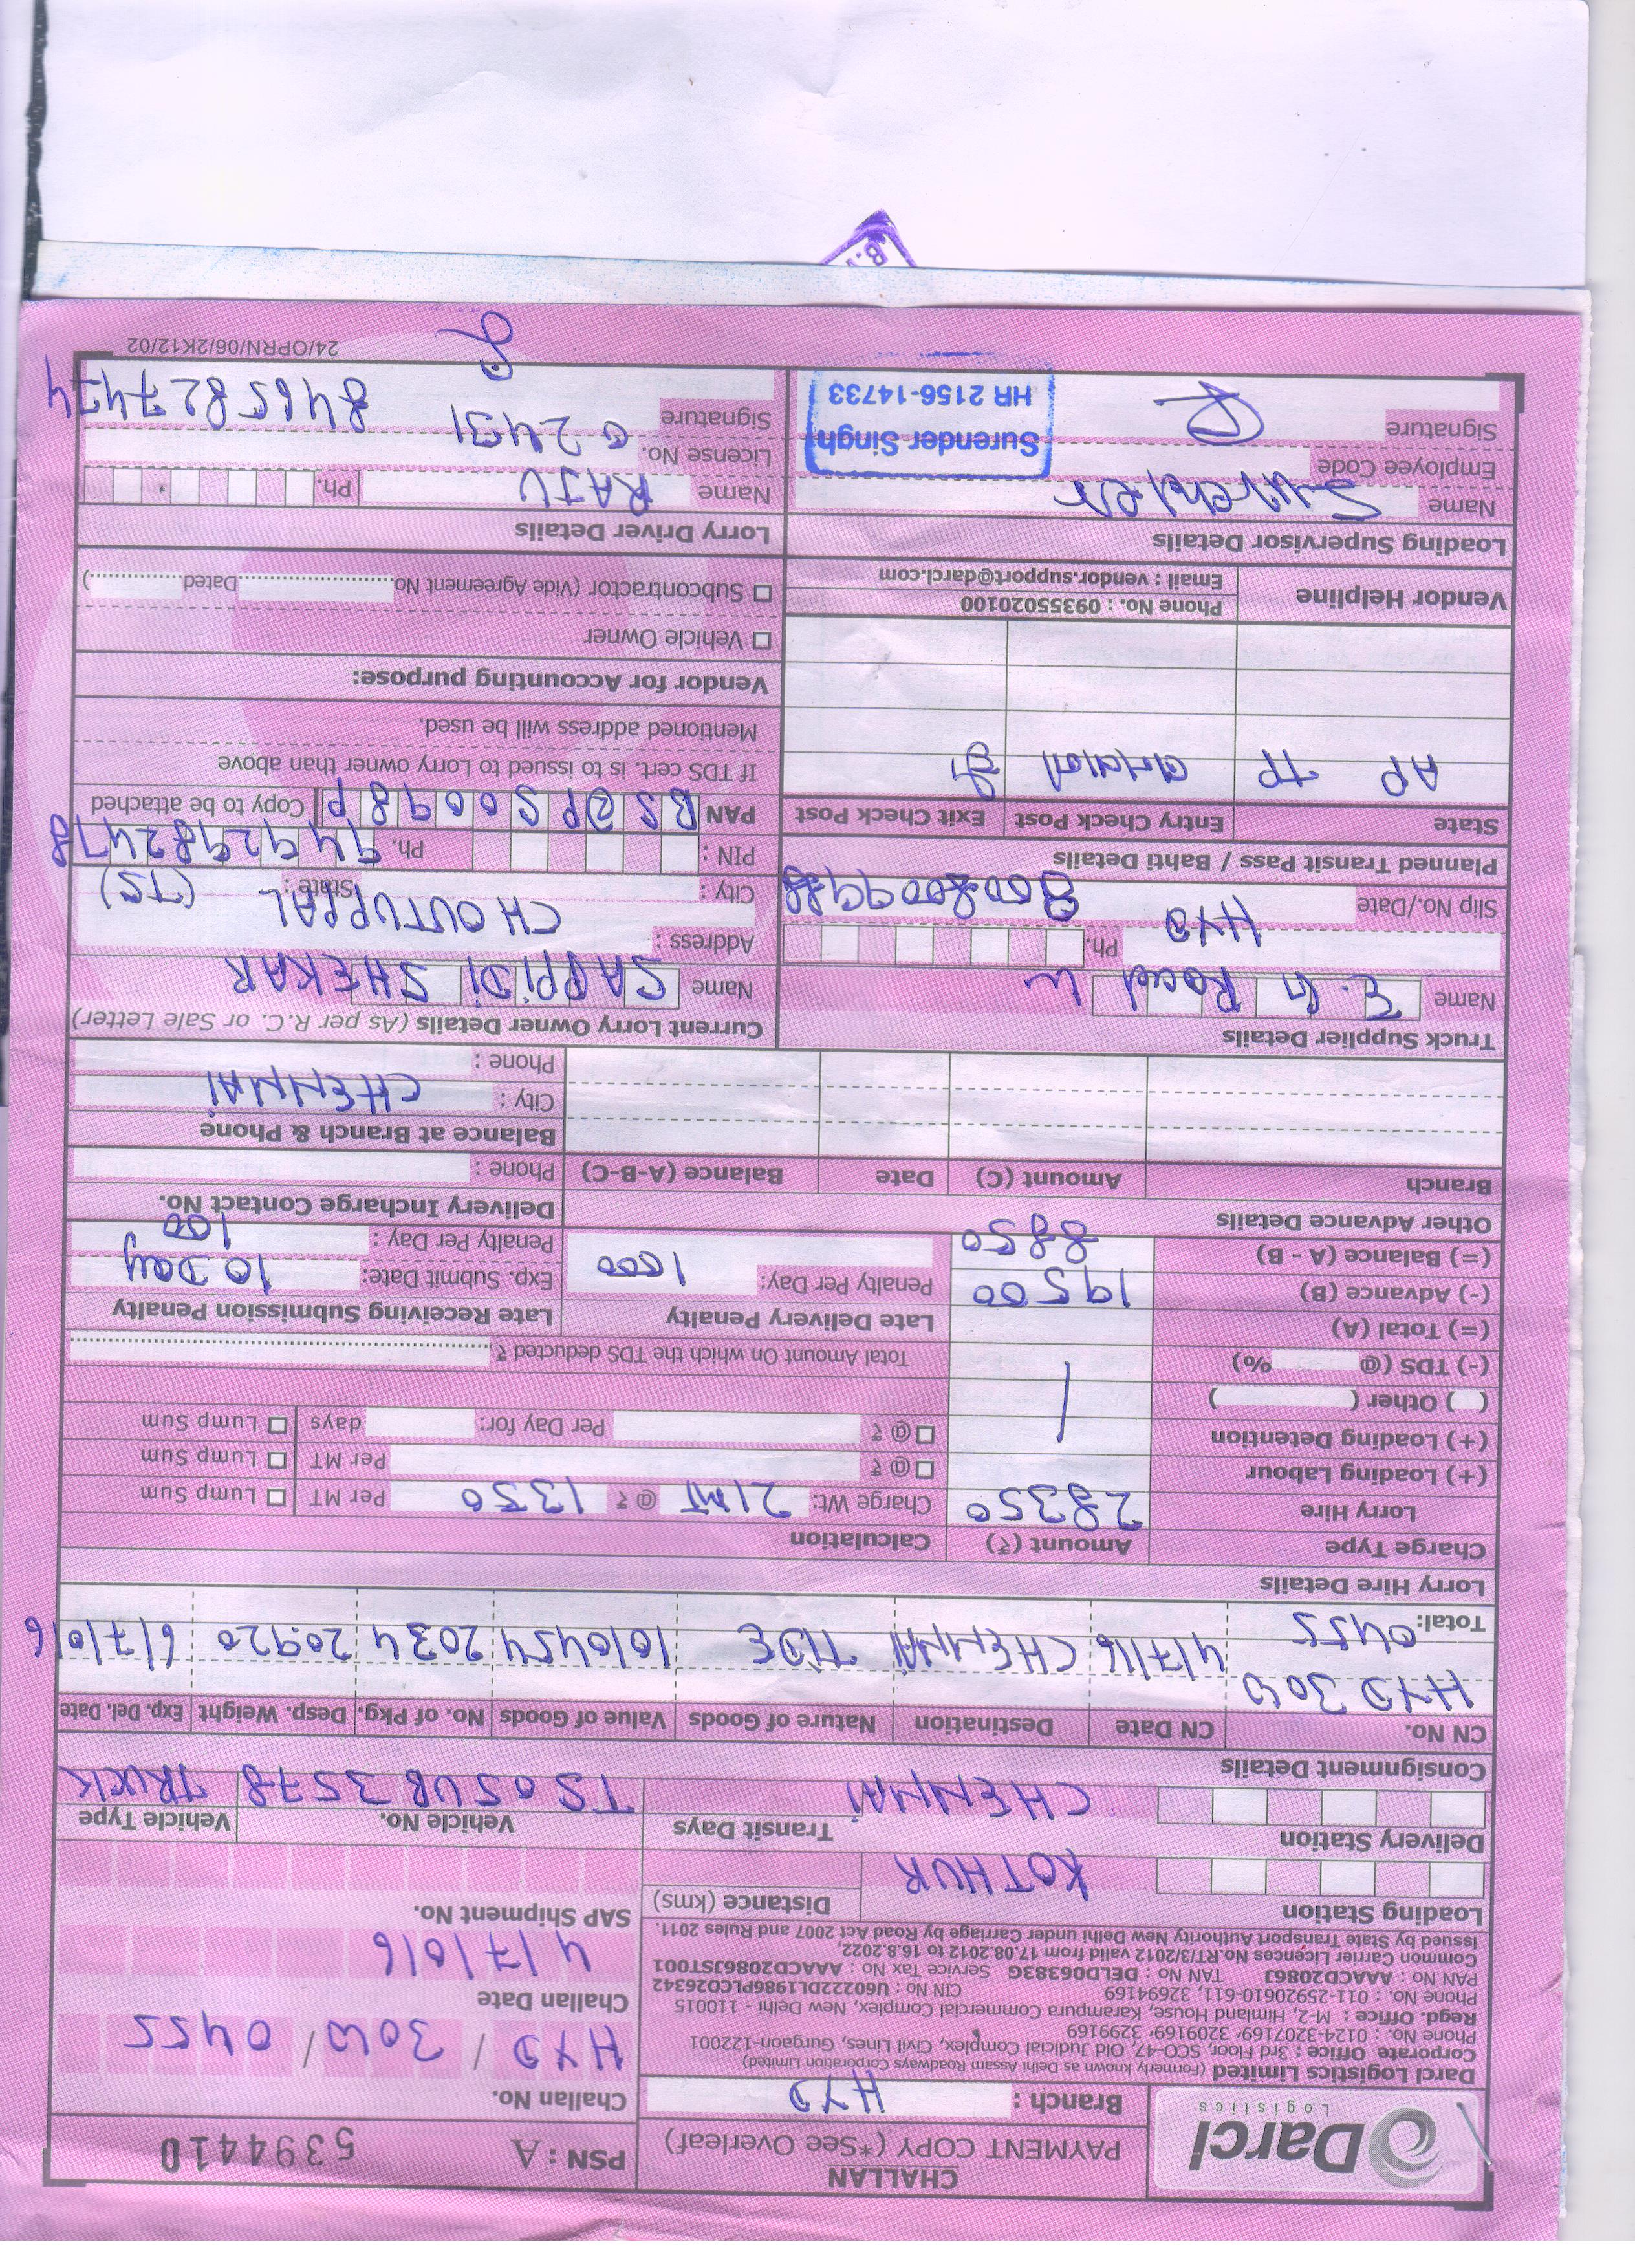 Darcl
Logistics
CHALLAN
PAYMENT COPY (*See Overleaf)
PSN : A 5394410
Branch : HYD
Challan No.
HYD / 30W / 0455
Darcl Logistics Limited (Formerly known as Delhi Assam Roadways Corporation Limited)
Corporate Office : 3rd Floor, SCO-47, Old Judicial Complex, Civil Lines, Gurgaon-122001
Phone No. : 0124-3207169, 3209169, 3299169
Regd. Office : M-2, Himland House, Karampura Commercial Complex, New Delhi - 110015
Phone No. : 011-25920610-611, 32694169 CIN No : U60222DL1986PLC026342
PAN No : AAACD2086J TAN No : DELD06383G Service Tax No : AAACD2086JST001
Common Carrier Licences No.RT/3/2012 valid from 17.08.2012 to 16.8.2022,
Issued by State Transport Authority New Delhi under Carriage by Road Act 2007 and Rules 2011.
Challan Date
4/7/016
SAP Shipment No.
Loading Station KOTHUR
Distance (kms)
Delivery Station CHENNAI
Transit Days
Vehicle No. Vehicle Type
TS 05 UB 3578 TRUCK
Consignment Details
CN No. CN Date Destination Nature of Goods Value of Goods No. of Pkg. Desp. Weight Exp. Del. Date
HYD 30W
0455 4/7/16 CHENNAI TIDE 1010454 2034 20920 6/7/016
Total:
Lorry Hire Details
Charge Type Amount (₹) Calculation
Lorry Hire 28350 Charge Wt: 21MT @ ₹ 1350 Per MT Lump Sum
(+) Loading Labour @ ₹ Per MT Lump Sum
(+) Loading Detention @ ₹ Per Day for: days Lump Sum
( ) Other ( )
(-) TDS (@ %) Total Amount On which the TDS deducted ₹
(=) Total (A)
(-) Advance (B) 19500
(=) Balance (A - B) 8850
Late Delivery Penalty Late Receiving Submission Penalty
Penalty Per Day: 1000 Exp. Submit Date: 10 Day
Penalty Per Day : 100
Other Advance Details
Delivery Incharge Contact No.
Branch Amount (C) Date Balance (A-B-C) Phone :
Balance at Branch & Phone
City : CHENNAI
Phone :
Truck Supplier Details
Name E. G Road W
HYD Ph.
Slip No./Date
Current Lorry Owner Details (As per R.C. or Sale Letter)
Name SAPPIDI SHEKAR
Address :
City : CHOUTUPPAL State : (TS)
PIN : Ph. 9492982478
PAN Copy to be attached
If TDS cert. is to issued to Lorry owner than above
Mentioned address will be used.
Planned Transit Pass / Bahti Details
State Entry Check Post Exit Check Post
AP TP
Vendor for Accounting purpose:
Vehicle Owner
Subcontractor (Vide Agreement No Dated )
Vendor Helpline
Phone No. : 09355020100
Email : vendor.support@darcl.com
Loading Supervisor Details
Name Surender
Employee Code
Signature
Surender Singh
HR 2156-14733
Lorry Driver Details
Name RAJU Ph.
License No. G2431
Signature 8465827474
24/OPRN/06/2K12/02